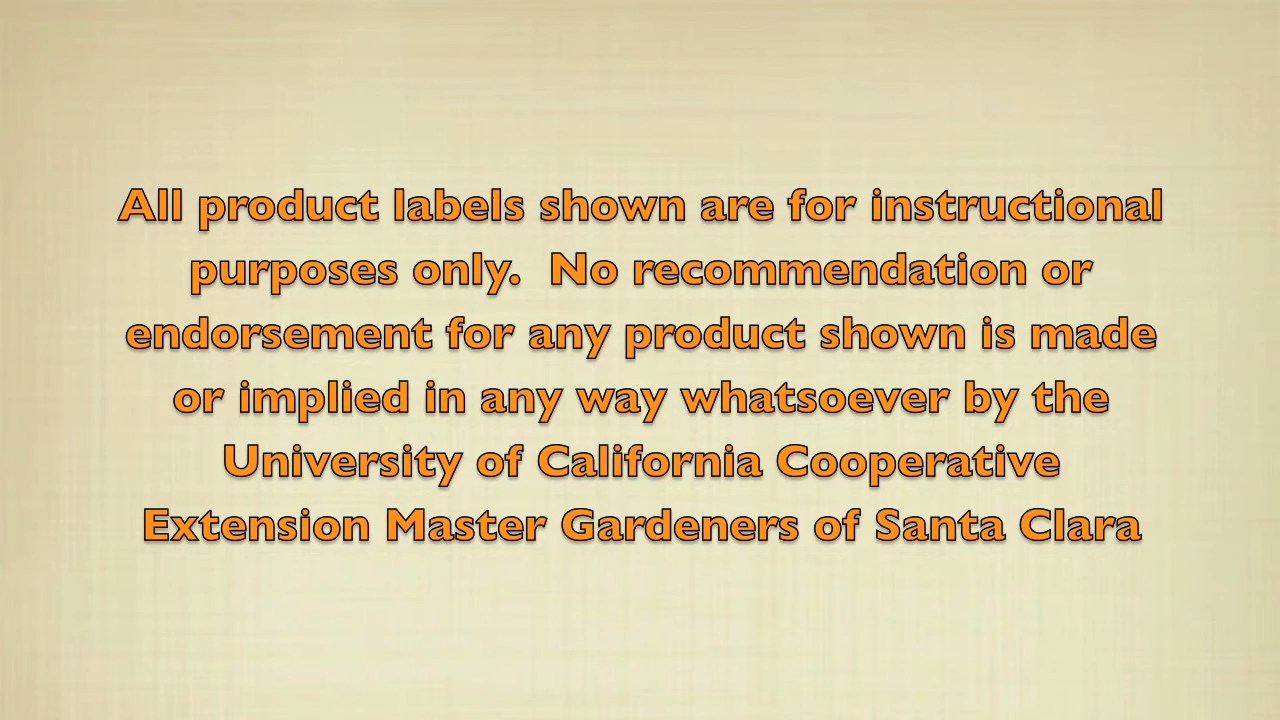 All product labels shown are for instructional
purposes only.  No recommendation or
endorsement for any product shown is made
or implied in any way whatsoever by the
University of California Cooperative
Extension Master Gardeners of Santa Clara